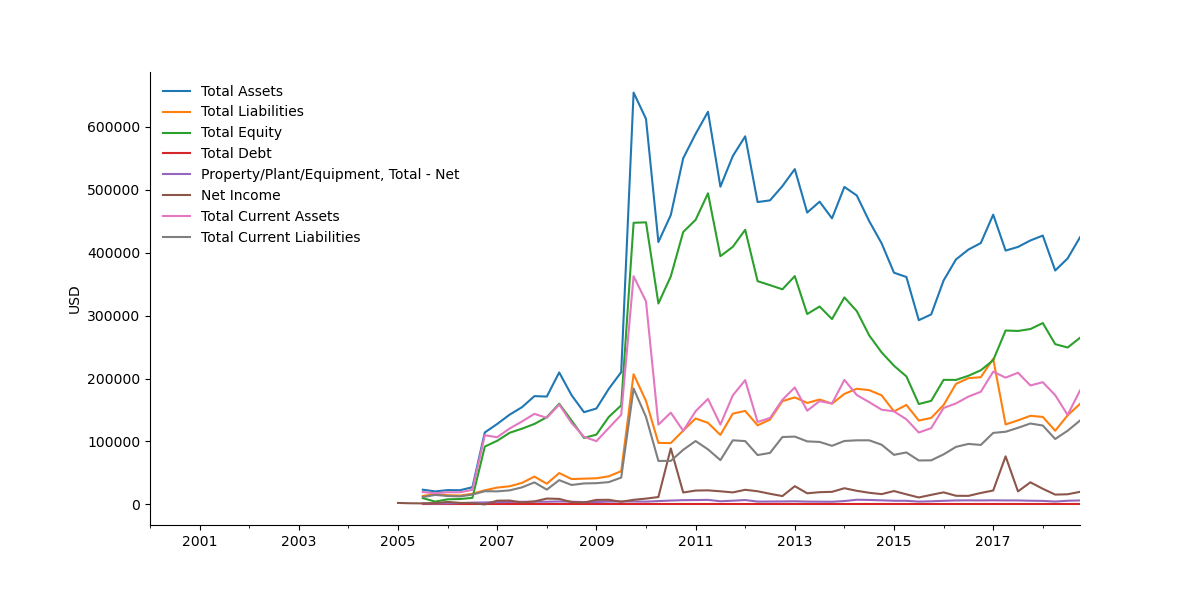 Total Assets
Total Liabilities
Total Equity
Total Debt
Property/Plant/Equipment, Total - Net
Net Income
Total Current Assets
Total Current Liabilities
USD
600000
500000
400000
300000
200000
100000
0
2001 2003 2005 2007 2009 2011 2013 2015 2017